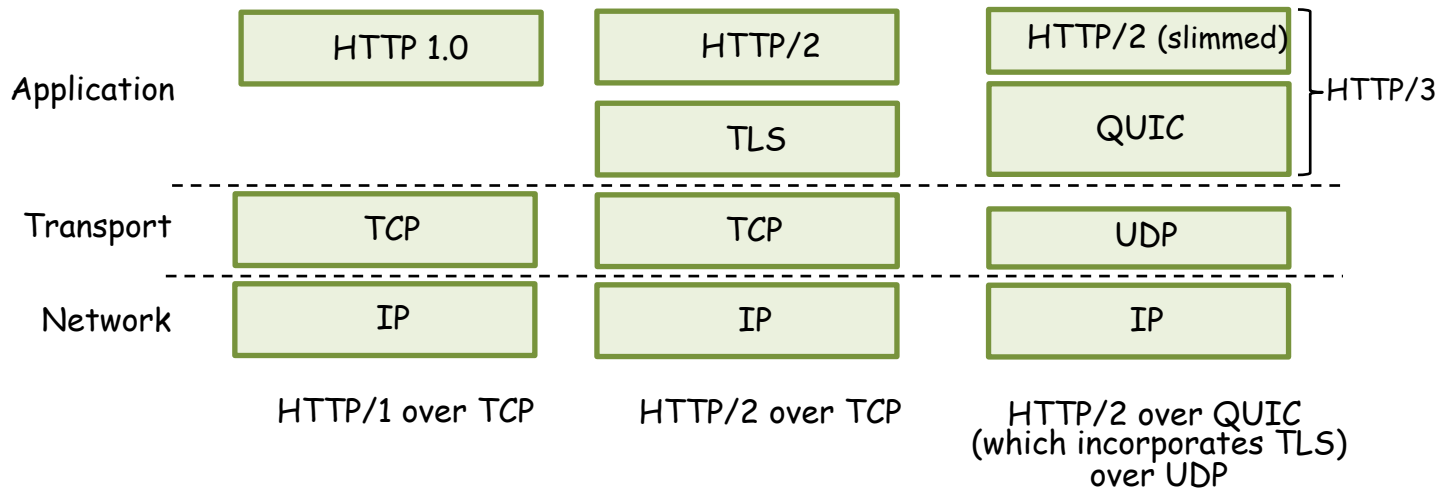 HTTP 1.0
HTTP/2
HTTP/2 (slimmed)
Application
HTTP/3
TLS
QUIC
Transport
TCP
TCP
UDP
Network
IP
IP
IP
HTTP/1 over TCP
HTTP/2 over TCP
HTTP/2 over QUIC
(which incorporates TLS)
over UDP